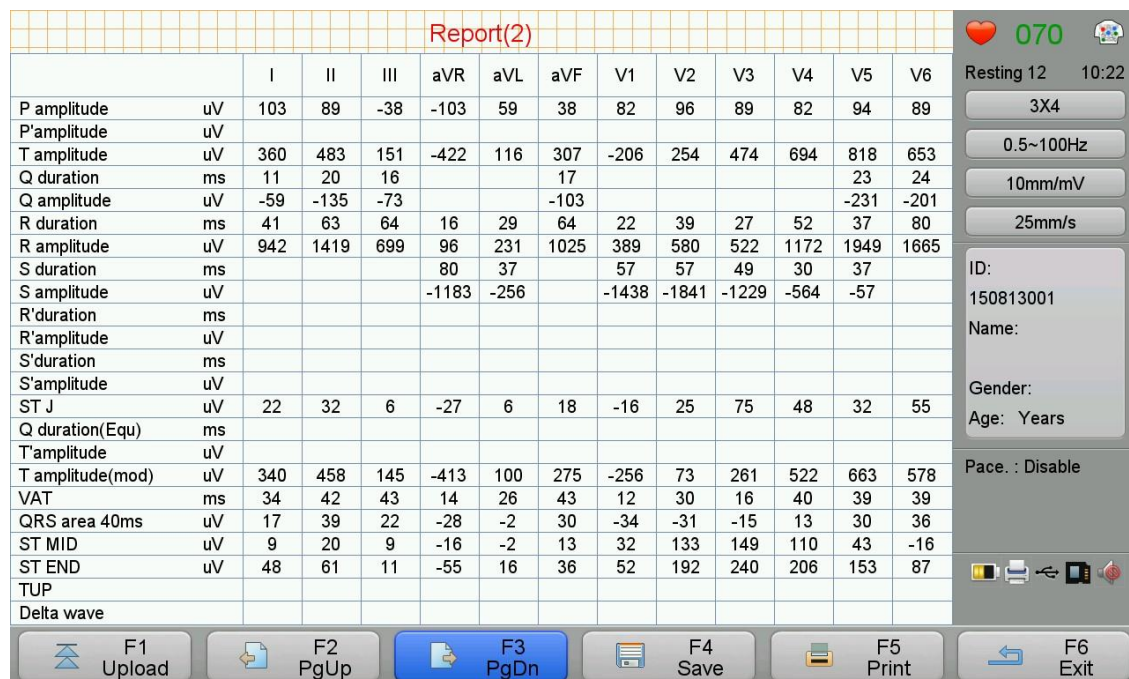 Report(2)
I II III aVR aVL aVF V1 V2 V3 V4 V5 V6
P amplitude uV 103 89 -38 -103 59 38 82 96 89 82 94 89
P'amplitude uV
T amplitude uV 360 483 151 -422 116 307 -206 254 474 694 818 653
Q duration ms 11 20 16 17 23 24
Q amplitude uV -59 -135 -73 -103 -231 -201
R duration ms 41 63 64 16 29 64 22 39 27 52 37 80
R amplitude uV 942 1419 699 96 231 1025 389 580 522 1172 1949 1665
S duration ms 80 37 57 57 49 30 37
S amplitude uV -1183 -256 -1438 -1841 -1229 -564 -57
R'duration ms
R'amplitude uV
S'duration ms
S'amplitude uV
ST J uV 22 32 6 -27 6 18 -16 25 75 48 32 55
Q duration(Equ) ms
T'amplitude uV
T amplitude(mod) uV 340 458 145 -413 100 275 -256 73 261 522 663 578
VAT ms 34 42 43 14 26 43 12 30 16 40 39 39
QRS area 40ms uV 17 39 22 -28 -2 30 -34 -31 -15 13 30 36
ST MID uV 9 20 9 -16 -2 13 32 133 149 110 43 -16
ST END uV 48 61 11 -55 16 36 52 192 240 206 153 87
TUP
Delta wave
070
Resting 12 10:22
3X4
0.5~100Hz
10mm/mV
25mm/s
ID:
150813001
Name:
Gender:
Age: Years
Pace. : Disable
F1 Upload
F2 PgUp
F3 PgDn
F4 Save
F5 Print
F6 Exit